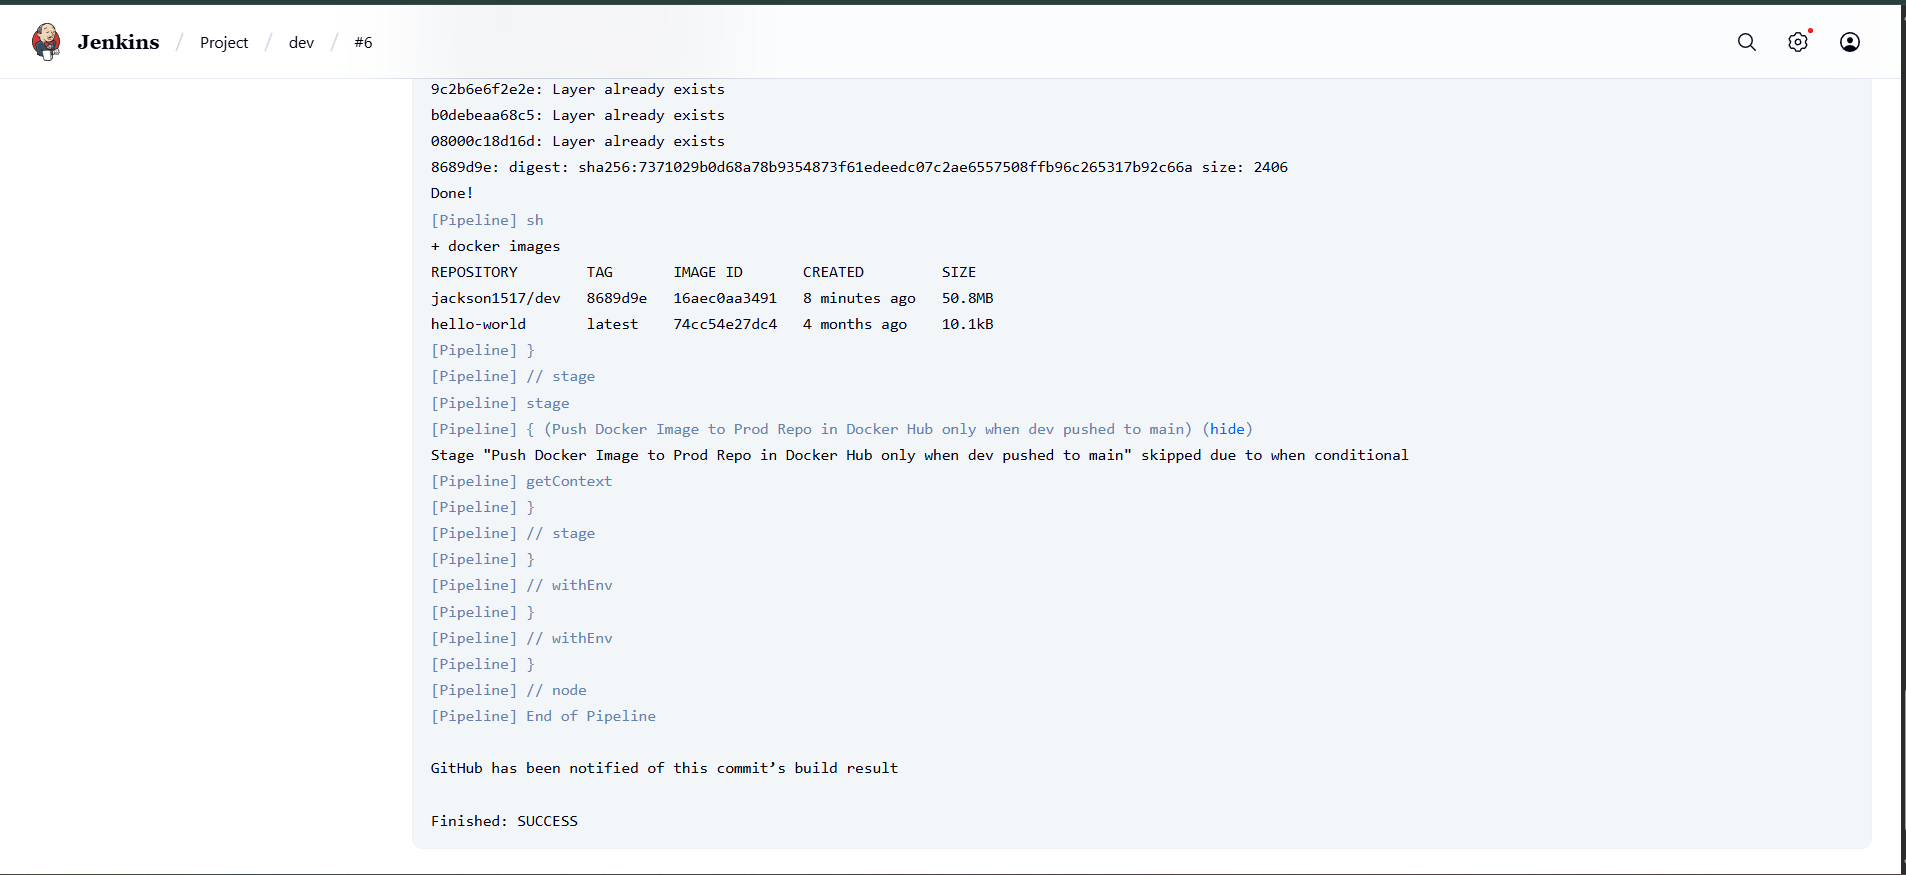 Jenkins / Project / dev / #6
9c2b6e6f2e2e: Layer already exists
b0debeaa68c5: Layer already exists
08000c18d16d: Layer already exists
8689d9e: digest: sha256:7371029b0d68a78b9354873f61edeedc07c2ae6557508ffb96c265317b92c66a size: 2406
Done!
[Pipeline] sh
+ docker images
REPOSITORY        TAG       IMAGE ID       CREATED         SIZE
jackson1517/dev   8689d9e   16aec0aa3491   8 minutes ago   50.8MB
hello-world       latest    74cc54e27dc4   4 months ago    10.1kB
[Pipeline] }
[Pipeline] // stage
[Pipeline] stage
[Pipeline] { (Push Docker Image to Prod Repo in Docker Hub only when dev pushed to main) (hide)
Stage "Push Docker Image to Prod Repo in Docker Hub only when dev pushed to main" skipped due to when conditional
[Pipeline] getContext
[Pipeline] }
[Pipeline] // stage
[Pipeline] }
[Pipeline] // withEnv
[Pipeline] }
[Pipeline] // withEnv
[Pipeline] }
[Pipeline] // node
[Pipeline] End of Pipeline
GitHub has been notified of this commit’s build result
Finished: SUCCESS